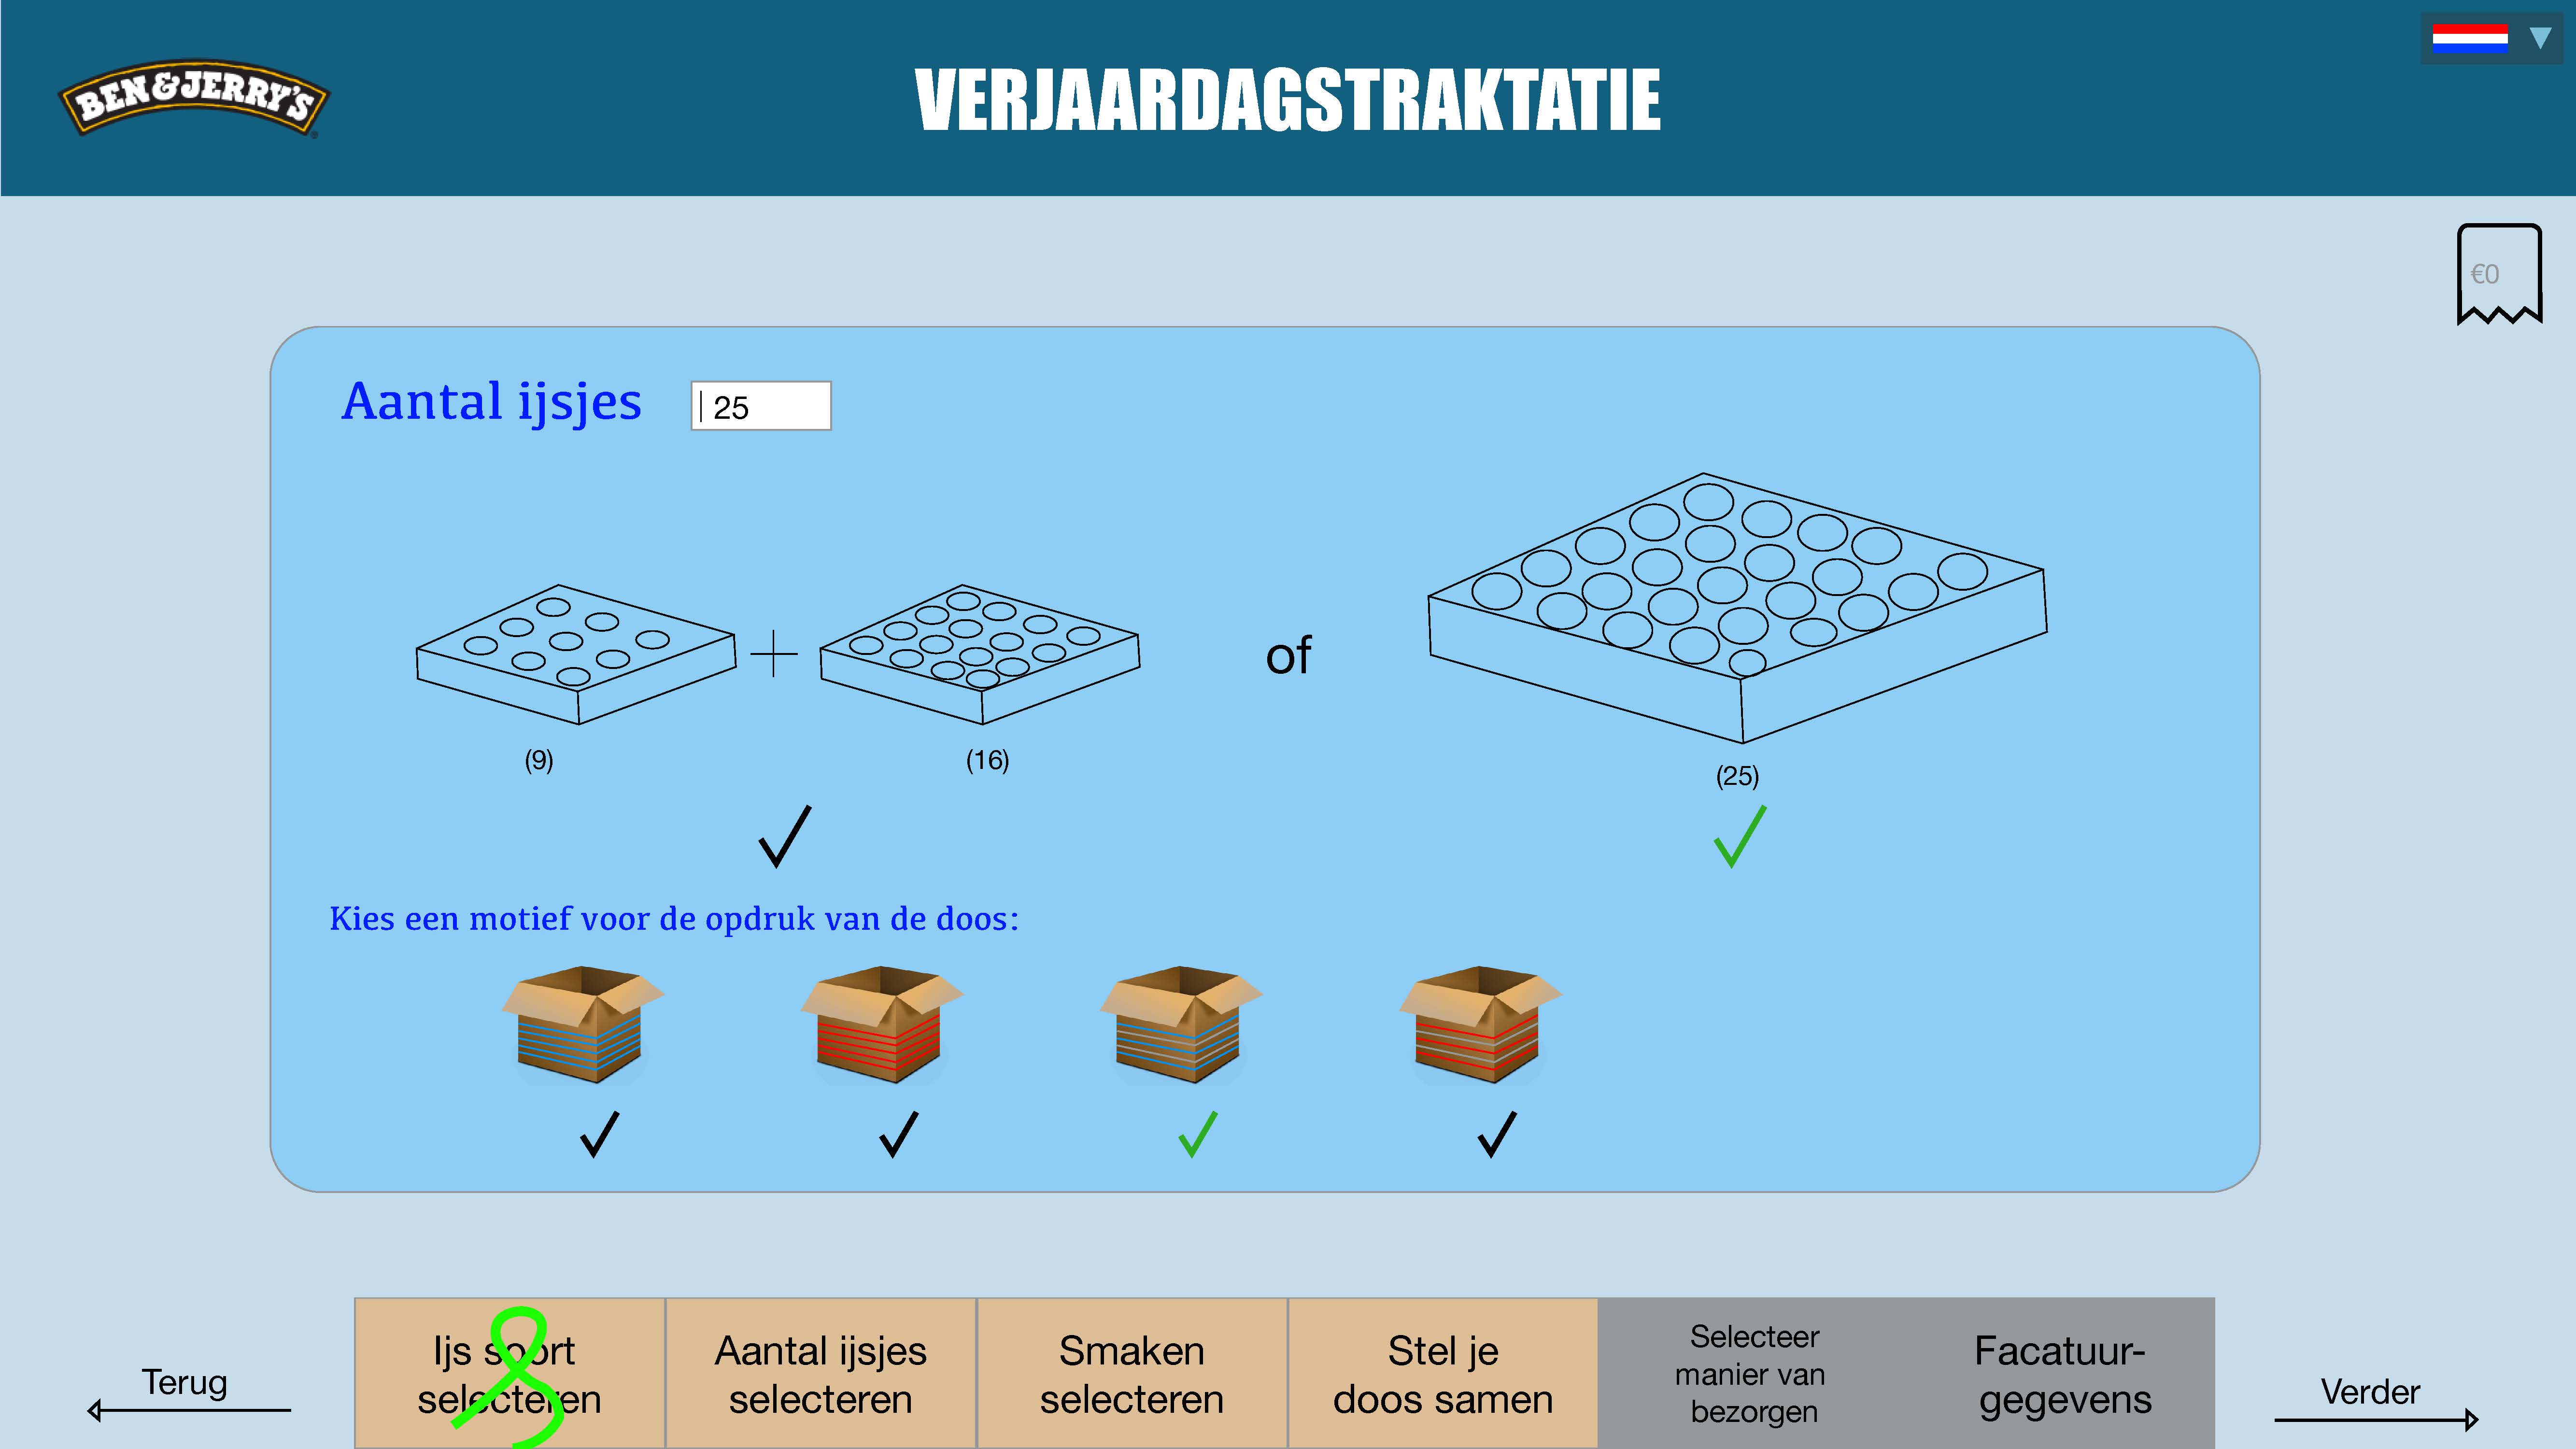 BEN & JERRY'S
VERJAARDAGSTRAKTATIE
€0
Aantal ijsjes
25
of
(9)
(16)
(25)
Kies een motief voor de opdruk van de doos:
Terug
Ijs soort
selecteren
Aantal ijsjes
selecteren
Smaken
selecteren
Stel je
doos samen
Selecteer
manier van
bezorgen
Facatuur-
gegevens
Verder